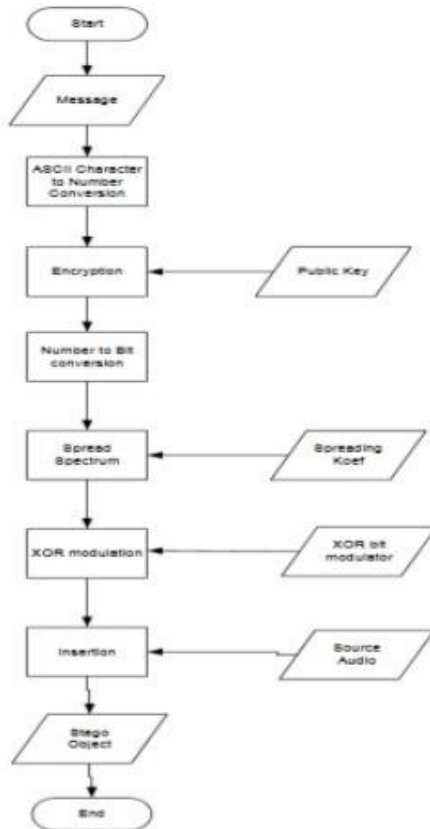 Start
Message
ASCII Character
to Number
Conversion
Encryption
Public Key
Number to Bit
conversion
Spread
Spectrum
Spreading
Koef
XOR modulation
XOR bit
modulator
Insertion
Source
Audio
Stego
Object
End